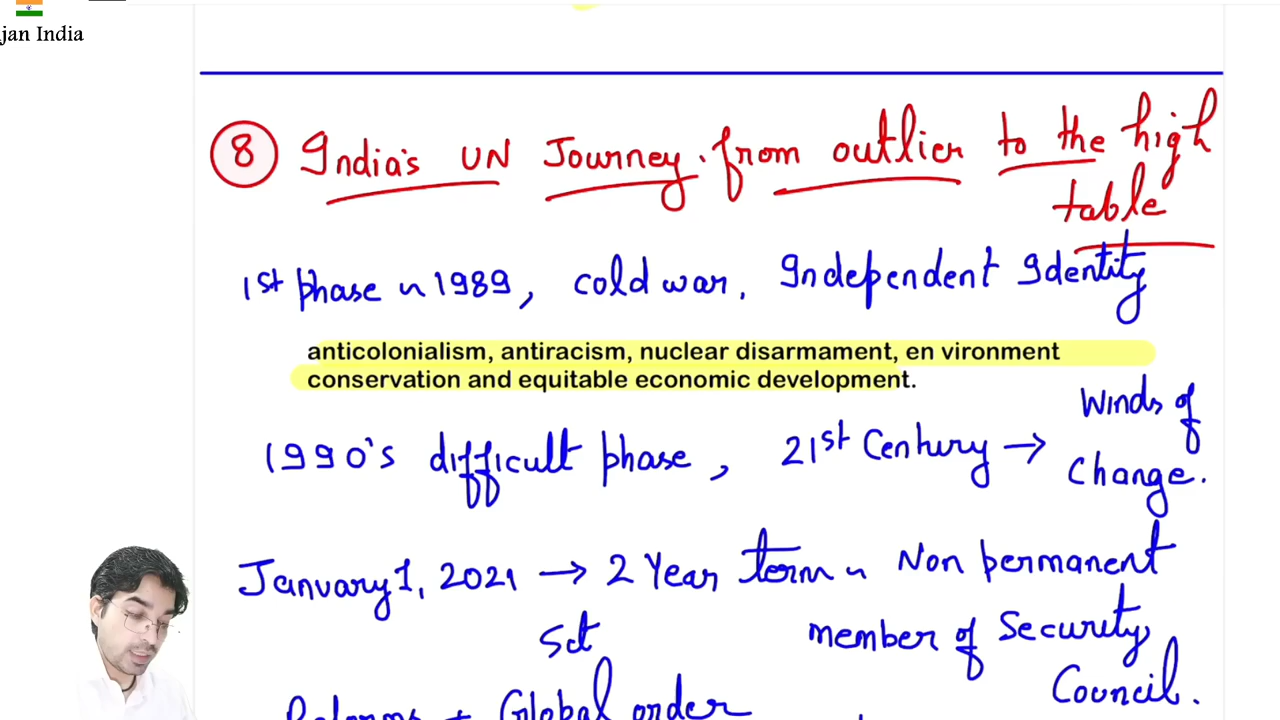 jan India
8 India's UN Journey. from outlier to the high
table
1st phase ~ 1989, cold war. Independent Identity
anticolonialism, antiracism, nuclear disarmament, en vironment
conservation and equitable economic development.
1990's difficult phase, 21st Century → Winds of
Change.
January 1, 2021 → 2 Year term ~ Non permanent
member of Security
Council.
Global order